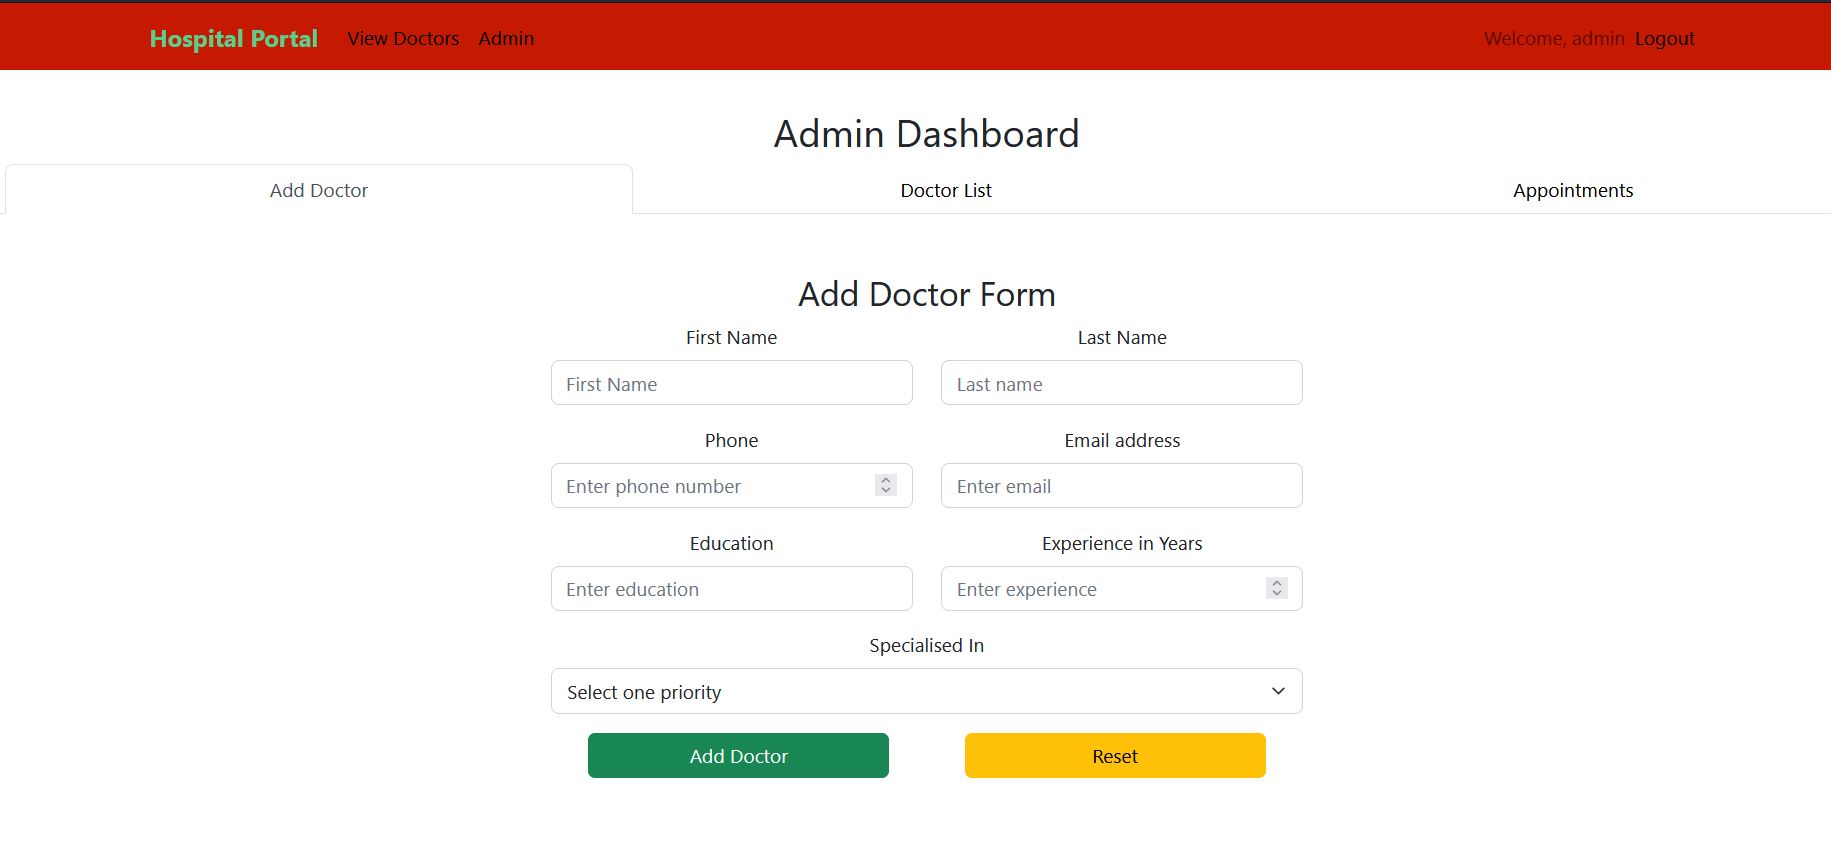 Hospital Portal View Doctors Admin Welcome, admin Logout
Admin Dashboard
Add Doctor Doctor List Appointments
Add Doctor Form
First Name Last Name
First Name Last name
Phone Email address
Enter phone number Enter email
Education Experience in Years
Enter education Enter experience
Specialised In
Select one priority
Add Doctor Reset